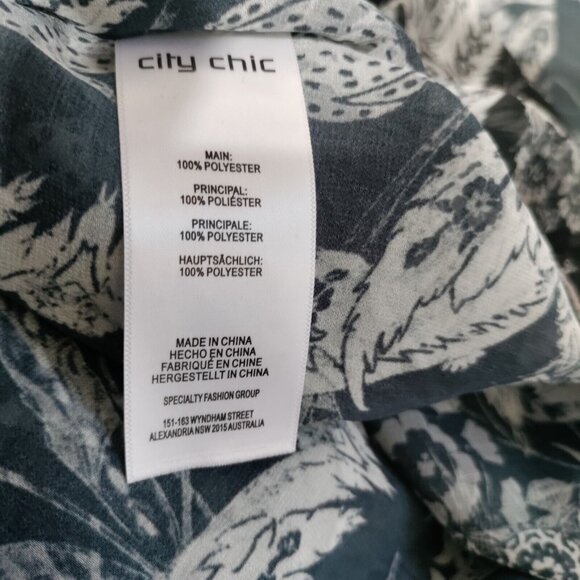 city chic
MAIN:
100% POLYESTER
PRINCIPAL:
100% POLIÉSTER
PRINCIPALE:
100% POLYESTER
HAUPTSÄCHLICH:
100% POLYESTER
MADE IN CHINA
HECHO EN CHINA
FABRIQUÉ EN CHINE
HERGESTELLT IN CHINA
SPECIALTY FASHION GROUP
151-163 WYNDHAM STREET
ALEXANDRIA NSW 2015 AUSTRALIA